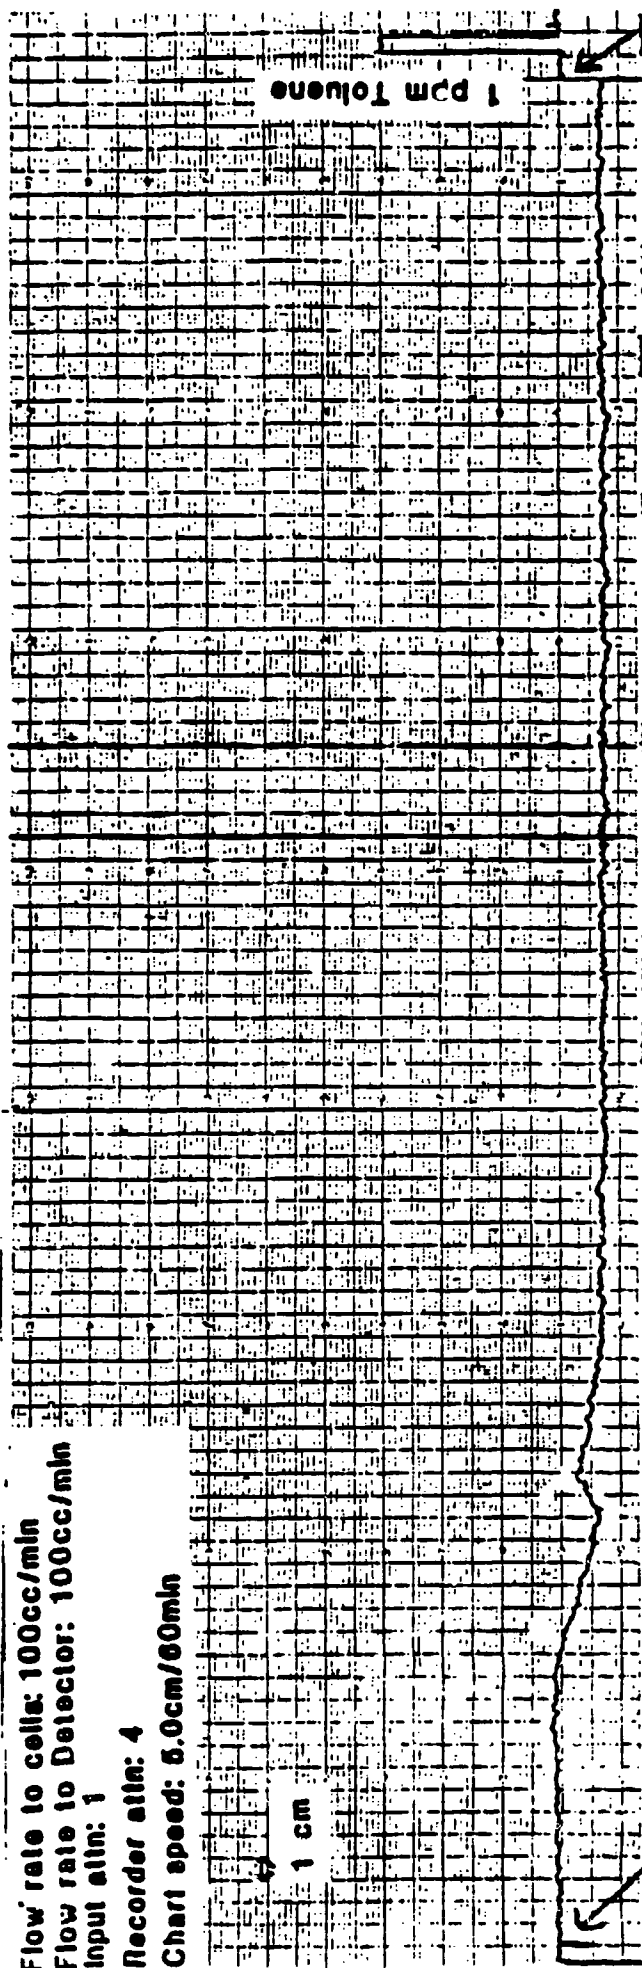 Flow rate to cells: 100cc/min
Flow rate to Detector: 100cc/min
Input attn: 1
Recorder attn: 4
Chart speed: 5.0cm/60min
1 cm
1 ppm Toluene